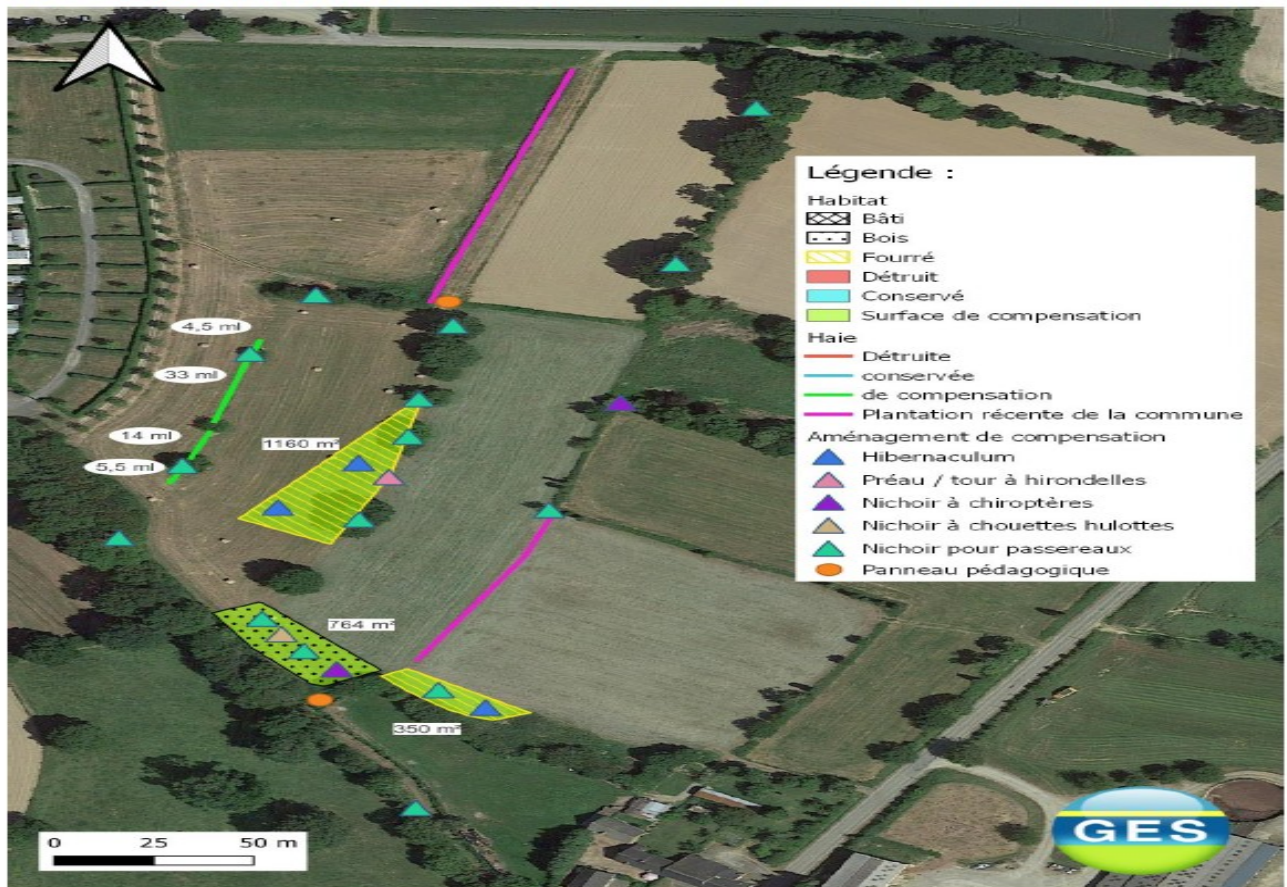 Légende :
Habitat
Bâti
Bois
Fourré
Détruit
Conservé
Surface de compensation
Haie
Détruite
conservée
de compensation
Plantation récente de la commune
Aménagement de compensation
Hibernaculum
Préau / tour à hirondelles
Nichoir à chiroptères
Nichoir à chouettes hulottes
Nichoir pour passereaux
Panneau pédagogique
4,5 ml
33 ml
14 ml
5,5 ml
1160 m²
764 m²
350 m²
0 25 50 m
GES